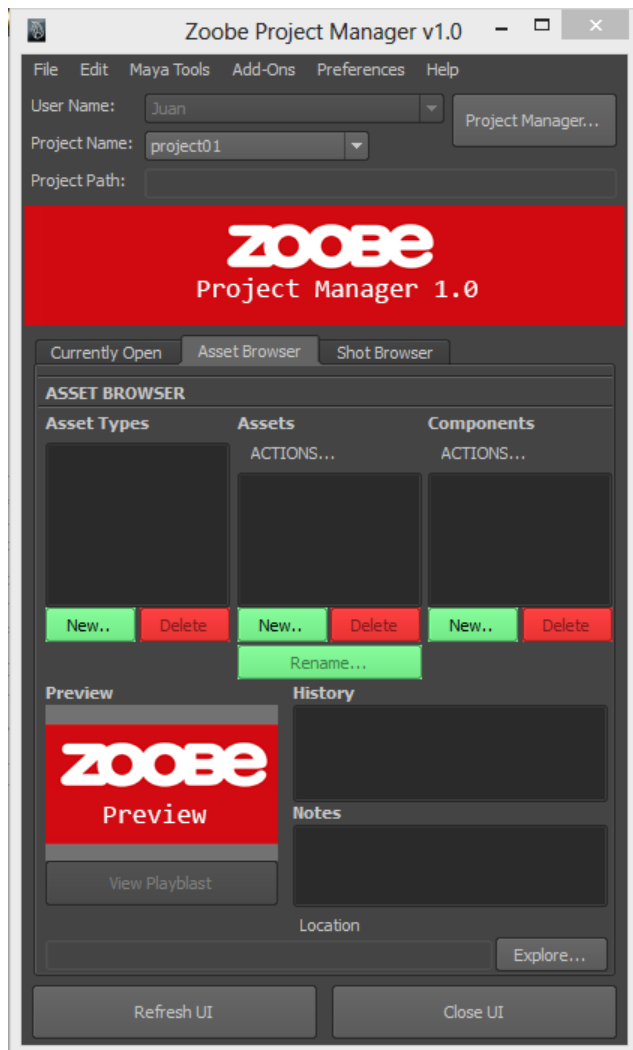 Zoobe Project Manager v1.0
File Edit Maya Tools Add-Ons Preferences Help
User Name: Juan
Project Manager...
Project Name: project01
Project Path:
ZOOBE
Project Manager 1.0
Currently Open Asset Browser Shot Browser
ASSET BROWSER
Asset Types Assets Components
ACTIONS... ACTIONS...
New.. Delete New.. Delete New.. Delete
Rename...
Preview History
ZOOBE
Preview
Notes
View Playblast
Location
Explore...
Refresh UI Close UI